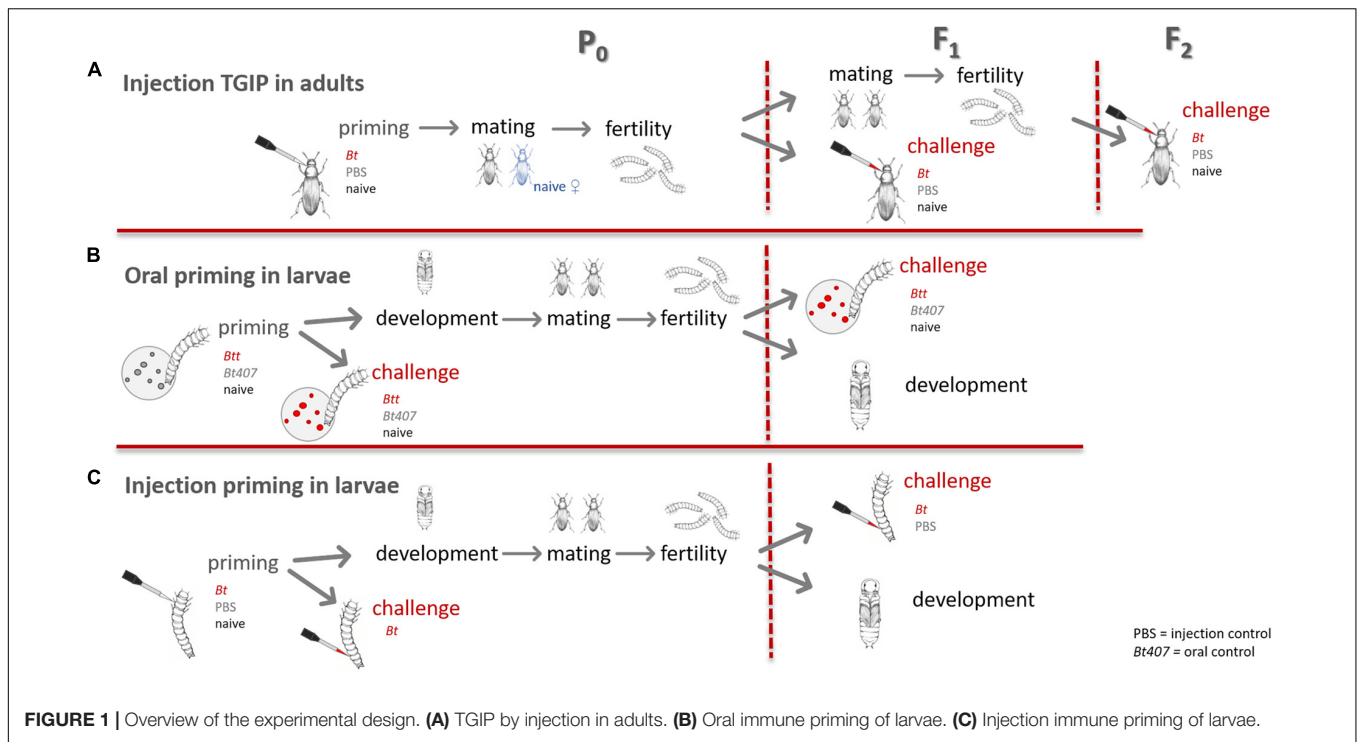 P0
F1
F2
A
Injection TGIP in adults
priming
Bt
PBS
naive
mating
naive ♀
fertility
mating
fertility
challenge
Bt
PBS
naive
challenge
Bt
PBS
naive
B
Oral priming in larvae
priming
Btt
Bt407
naive
development
mating
fertility
challenge
Btt
Bt407
naive
challenge
Btt
Bt407
naive
development
C
Injection priming in larvae
priming
Bt
PBS
naive
development
mating
fertility
challenge
Bt
challenge
Bt
PBS
development
PBS = injection control
Bt407 = oral control
FIGURE 1 | Overview of the experimental design. (A) TGIP by injection in adults. (B) Oral immune priming of larvae. (C) Injection immune priming of larvae.